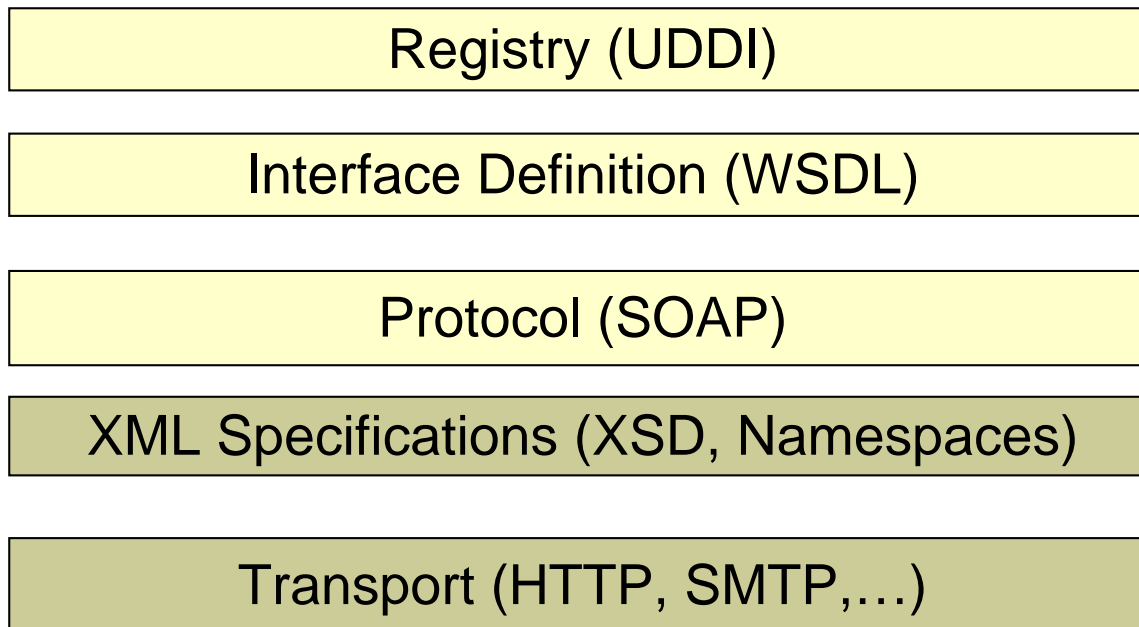 Registry (UDDI)
Interface Definition (WSDL)
Protocol (SOAP)
XML Specifications (XSD, Namespaces)
Transport (HTTP, SMTP,…)